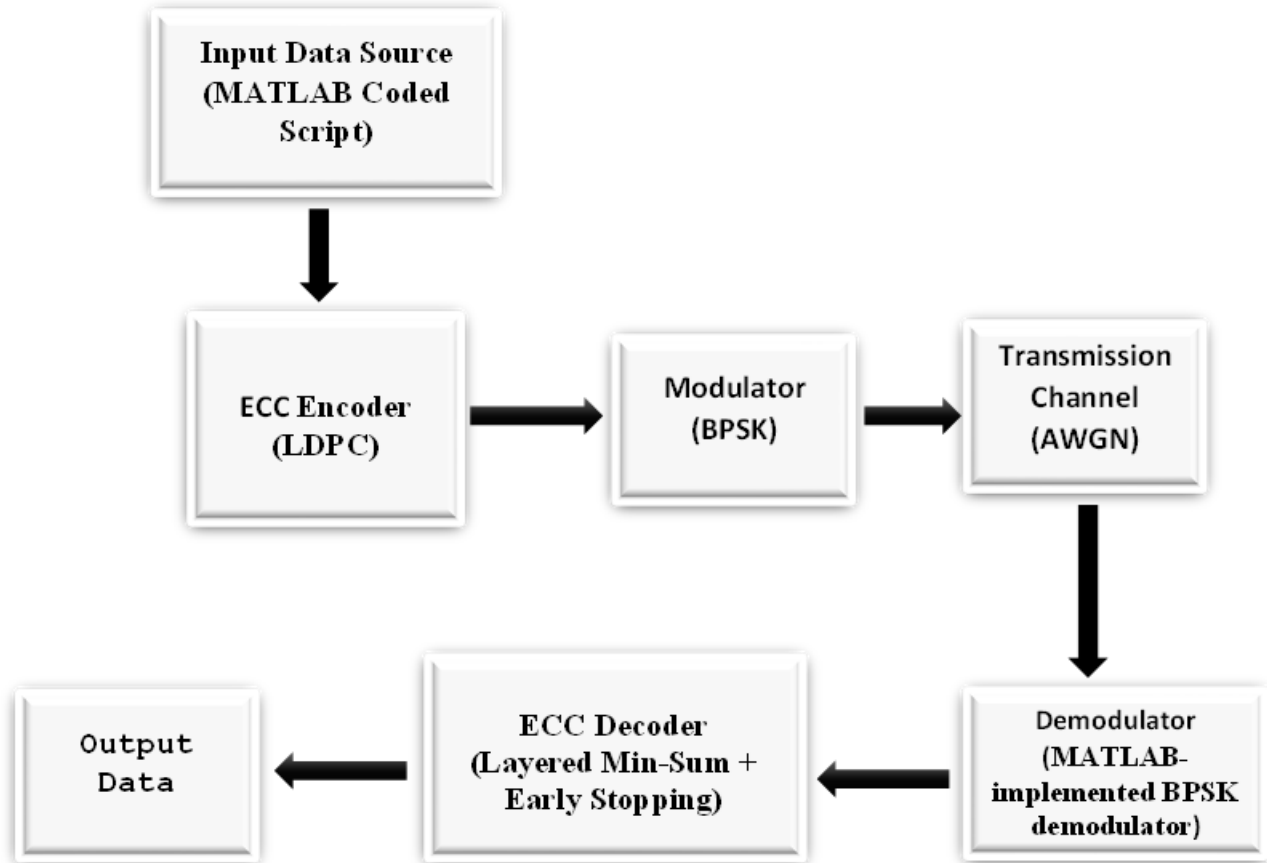 Input Data Source
(MATLAB Coded
Script)
ECC Encoder
(LDPC)
Modulator
(BPSK)
Transmission
Channel
(AWGN)
Demodulator
(MATLAB-
implemented BPSK
demodulator)
ECC Decoder
(Layered Min-Sum +
Early Stopping)
Output
Data